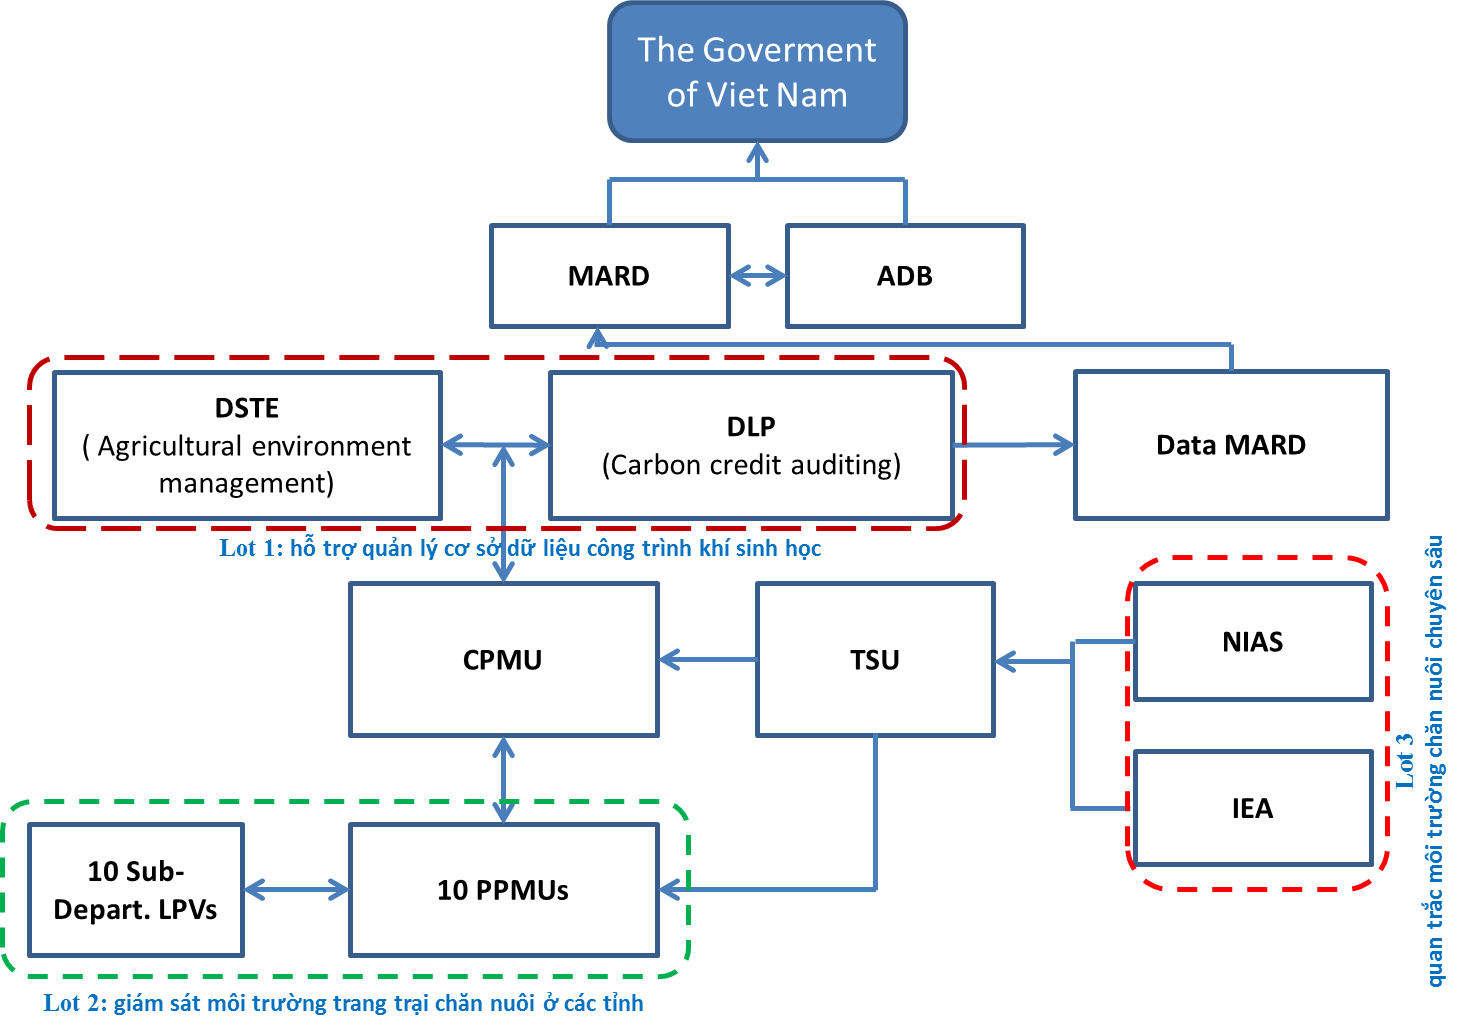 The Goverment
of Viet Nam
MARD
ADB
DSTE
( Agricultural environment
management)
DLP
(Carbon credit auditing)
Data MARD
Lot 1: hỗ trợ quản lý cơ sở dữ liệu công trình khí sinh học
CPMU
TSU
NIAS
IEA
Lot 3
quan trắc môi trường chăn nuôi chuyên sâu
10 Sub-
Depart. LPVs
10 PPMUs
Lot 2: giám sát môi trường trang trại chăn nuôi ở các tỉnh